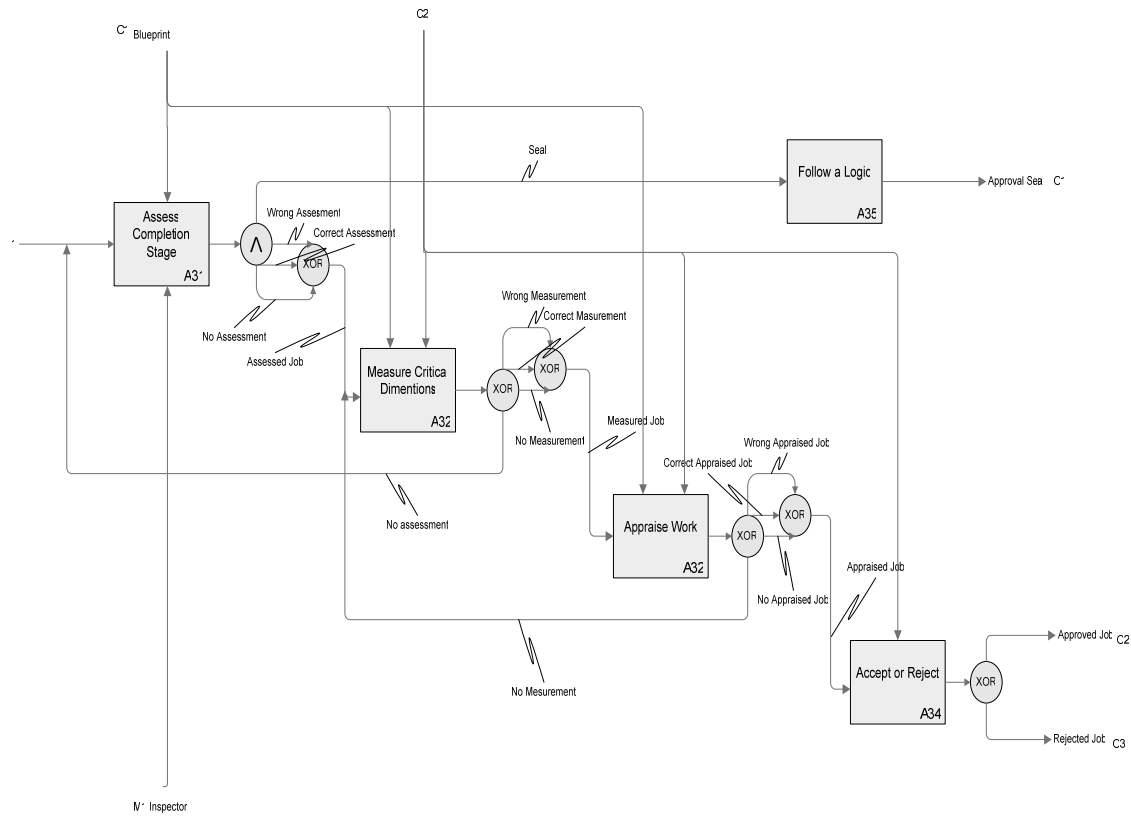 C2
C- Blueprint
Seal
Follow a Logic
A35
Approval Sea C-
Assess
Completion
Stage
A3-
Λ
Wrong Assesment
Correct Assessment
XOR
No Assessment
Assessed Job
Wrong Measurement
Correct Masurement
Measure Critica
Dimentions
A32
XOR
XOR
No Measurement
Measured Job
Wrong Appraised Job
Correct Appraised Job
No assessment
Appraise Work
A32
XOR
XOR
No Appraised Job
Appraised Job
No Mesurement
Accept or Reject
A34
XOR
Approved Job C2
Rejected Job C3
M- Inspector